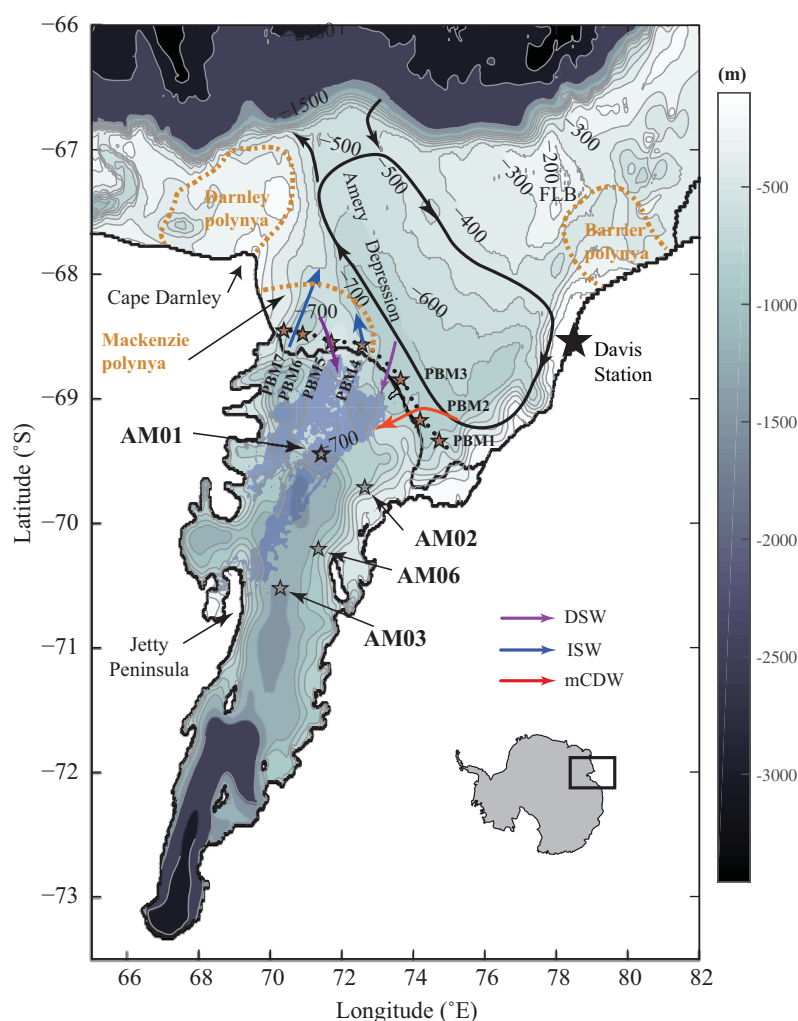 (m)
−66
−67
−68
−69
−70
−71
−72
−73
Latitude (˚S)
66
68
70
72
74
76
78
80
82
Longitude (˚E)
-500
-1000
-1500
-2000
-2500
-3000
−1500
−500
−500
−300
−300
−200
FLB
−400
−600
−700
−700
−700
Amery
Depression
Darnley
polynya
Barrier
polynya
Cape Darnley
Mackenzie
polynya
Davis
Station
PBM7
PBM6
PBM5
PBM4
PBM3
PBM2
PBM1
AM01
AM02
AM06
AM03
Jetty
Peninsula
DSW
ISW
mCDW